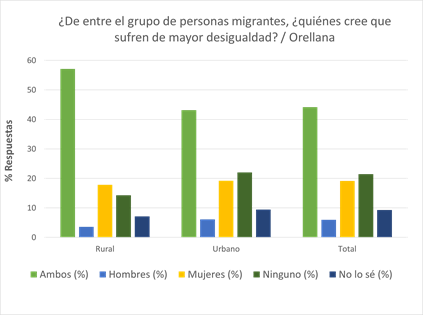 ¿De entre el grupo de personas migrantes, ¿quiénes cree que
sufren de mayor desigualdad? / Orellana
% Respuestas
60
50
40
30
20
10
0
Rural Urbano Total
Ambos (%) Hombres (%) Mujeres (%) Ninguno (%) No lo sé (%)